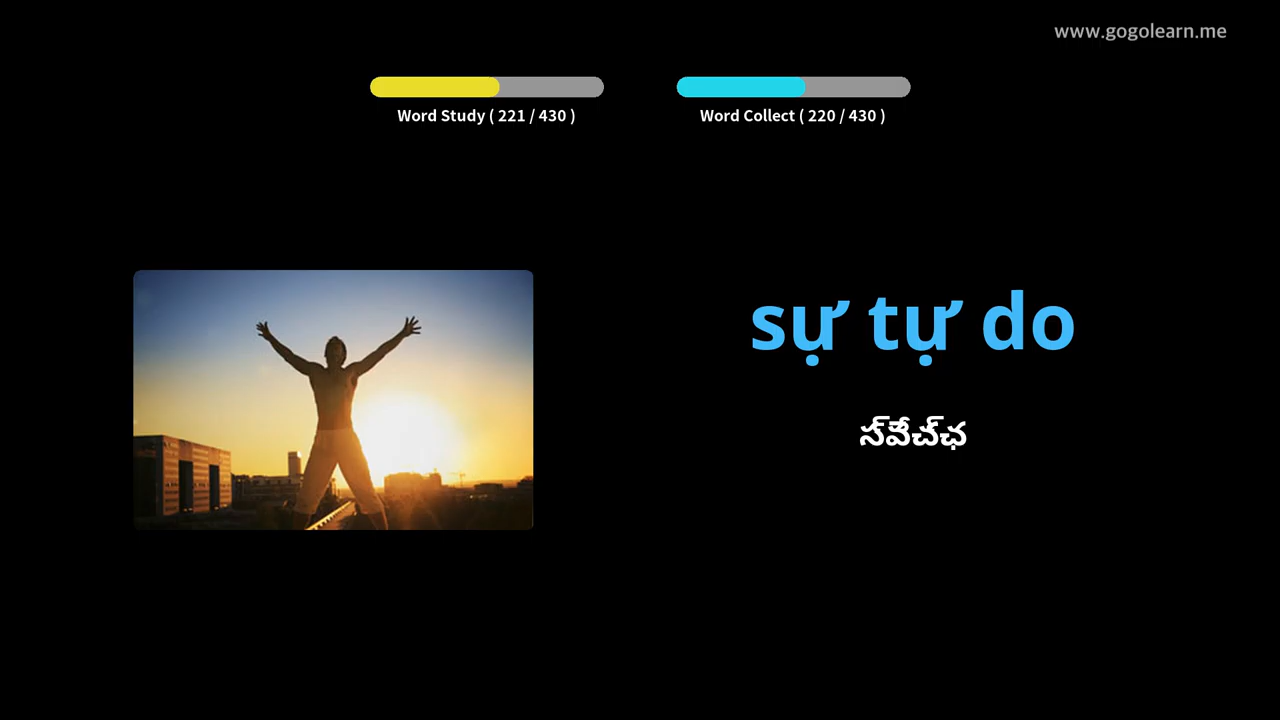 www.gogolearn.me
Word Study ( 221 / 430 )
Word Collect ( 220 / 430 )
sự tự do
స్వేచ్ఛ